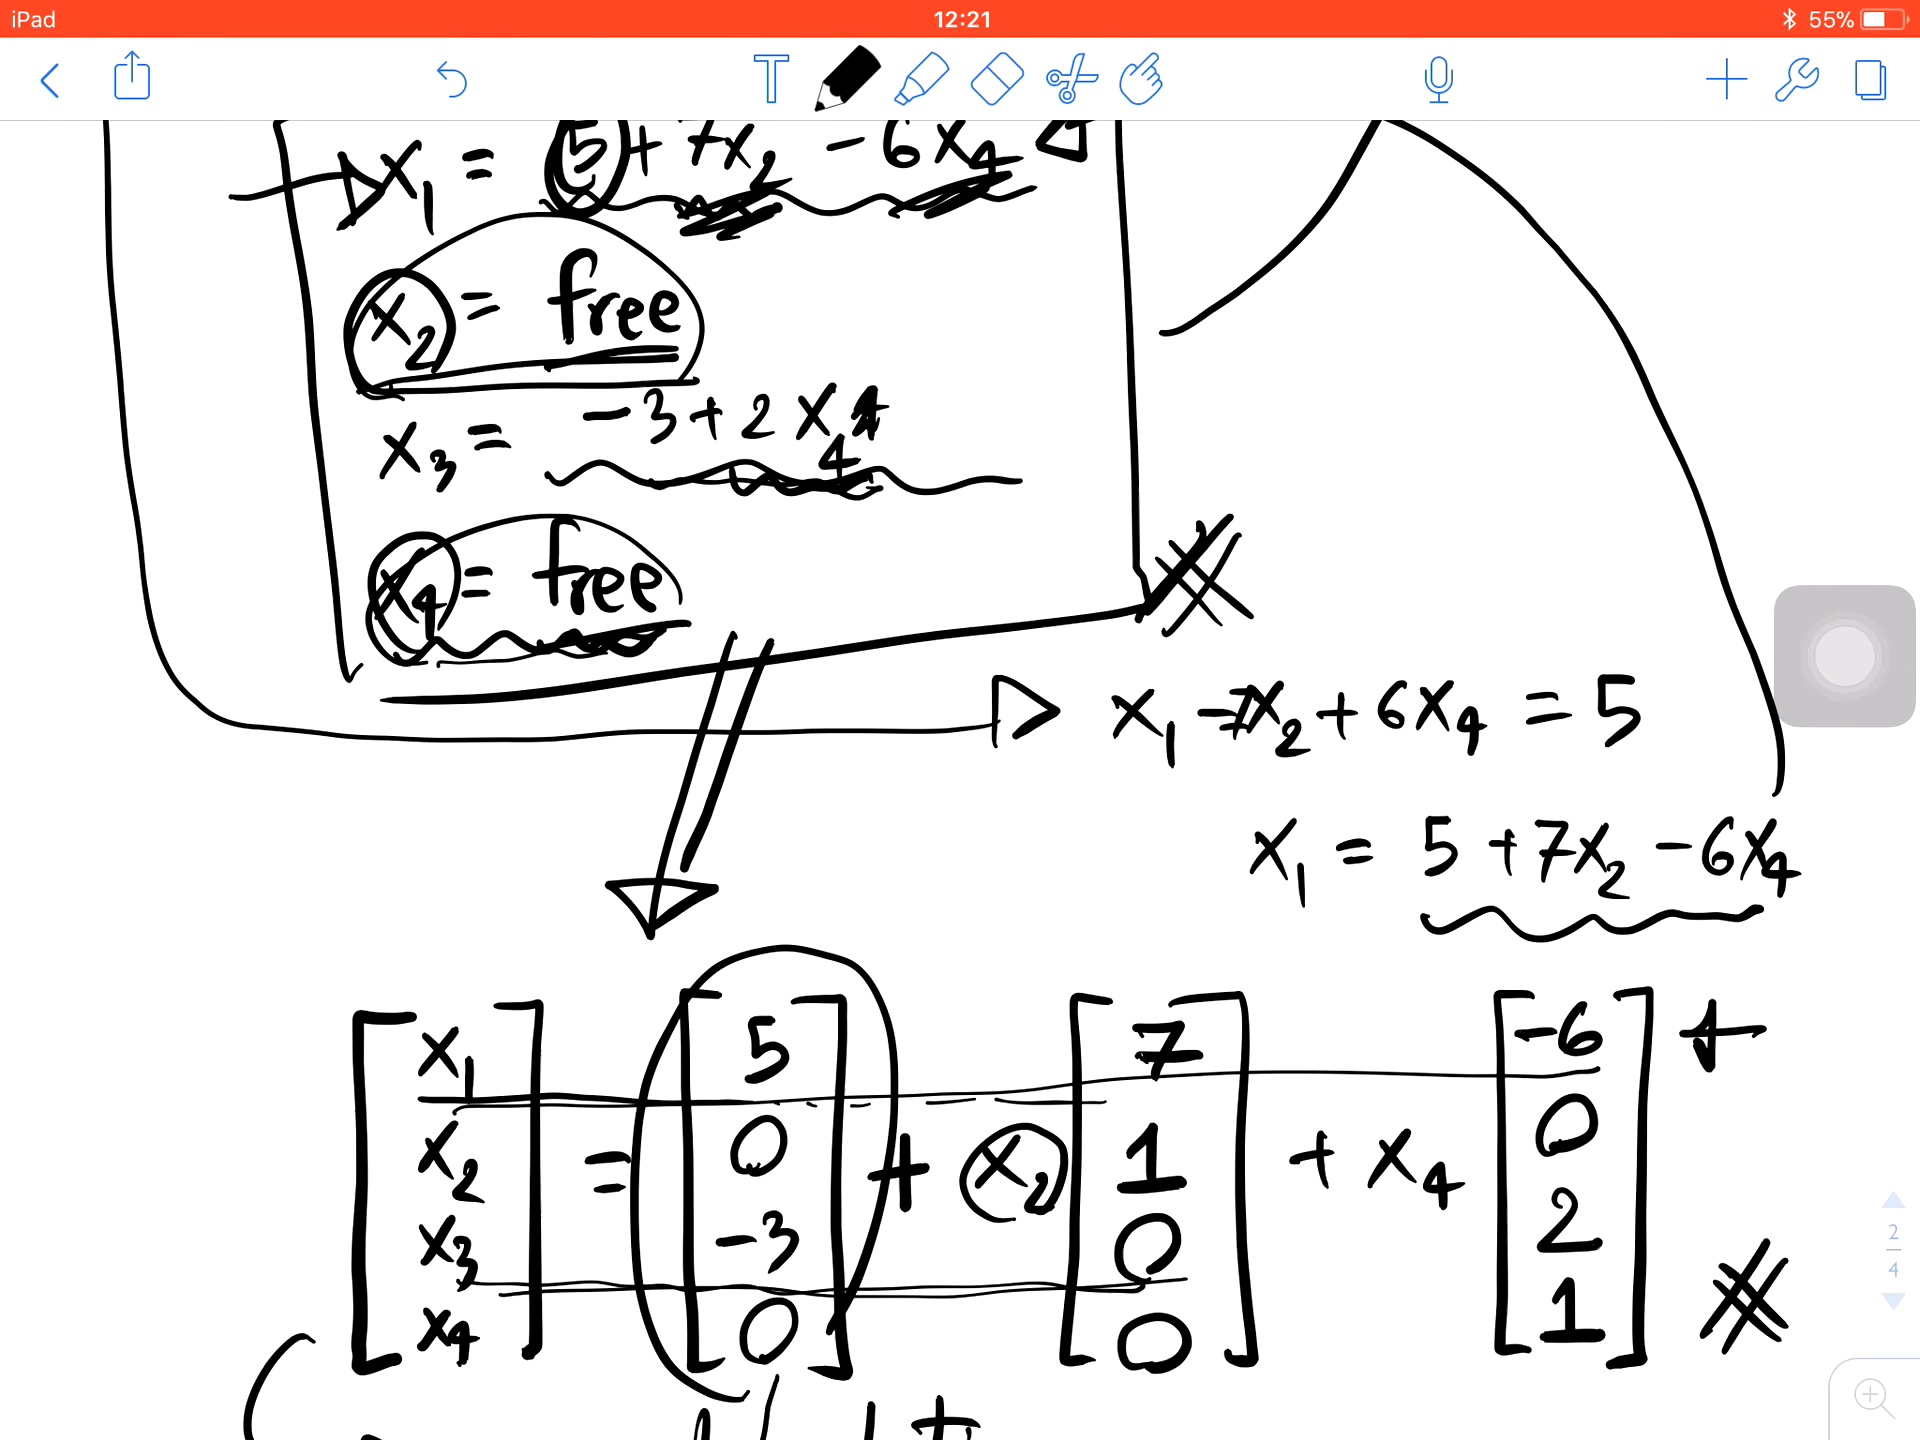 iPad 12:21 55%
T
x₁ = 5 + 7x₂ - 6x₄
x₂ = free
x₃ = -3 + 2x₄
x₄ = free
x₁ - 7x₂ + 6x₄ = 5
x₁ = 5 + 7x₂ - 6x₄
[x₁ x₂ x₃ x₄] = [5 0 -3 0] + x₂ [7 1 0 0] + x₄ [-6 0 2 1]
2
4